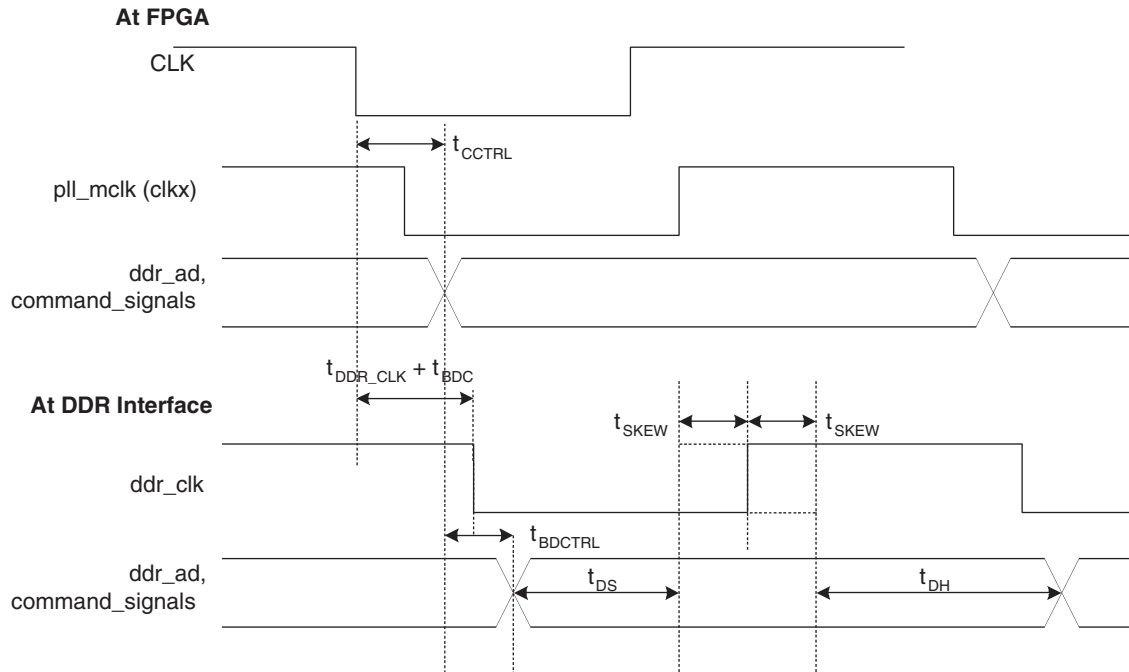 At FPGA
CLK
tCCTRL
pll_mclk (clkx)
ddr_ad,
command_signals
tDDR_CLK + tBDC
At DDR Interface
tSKEW
tSKEW
ddr_clk
tBDCTRL
ddr_ad,
command_signals
tDS
tDH